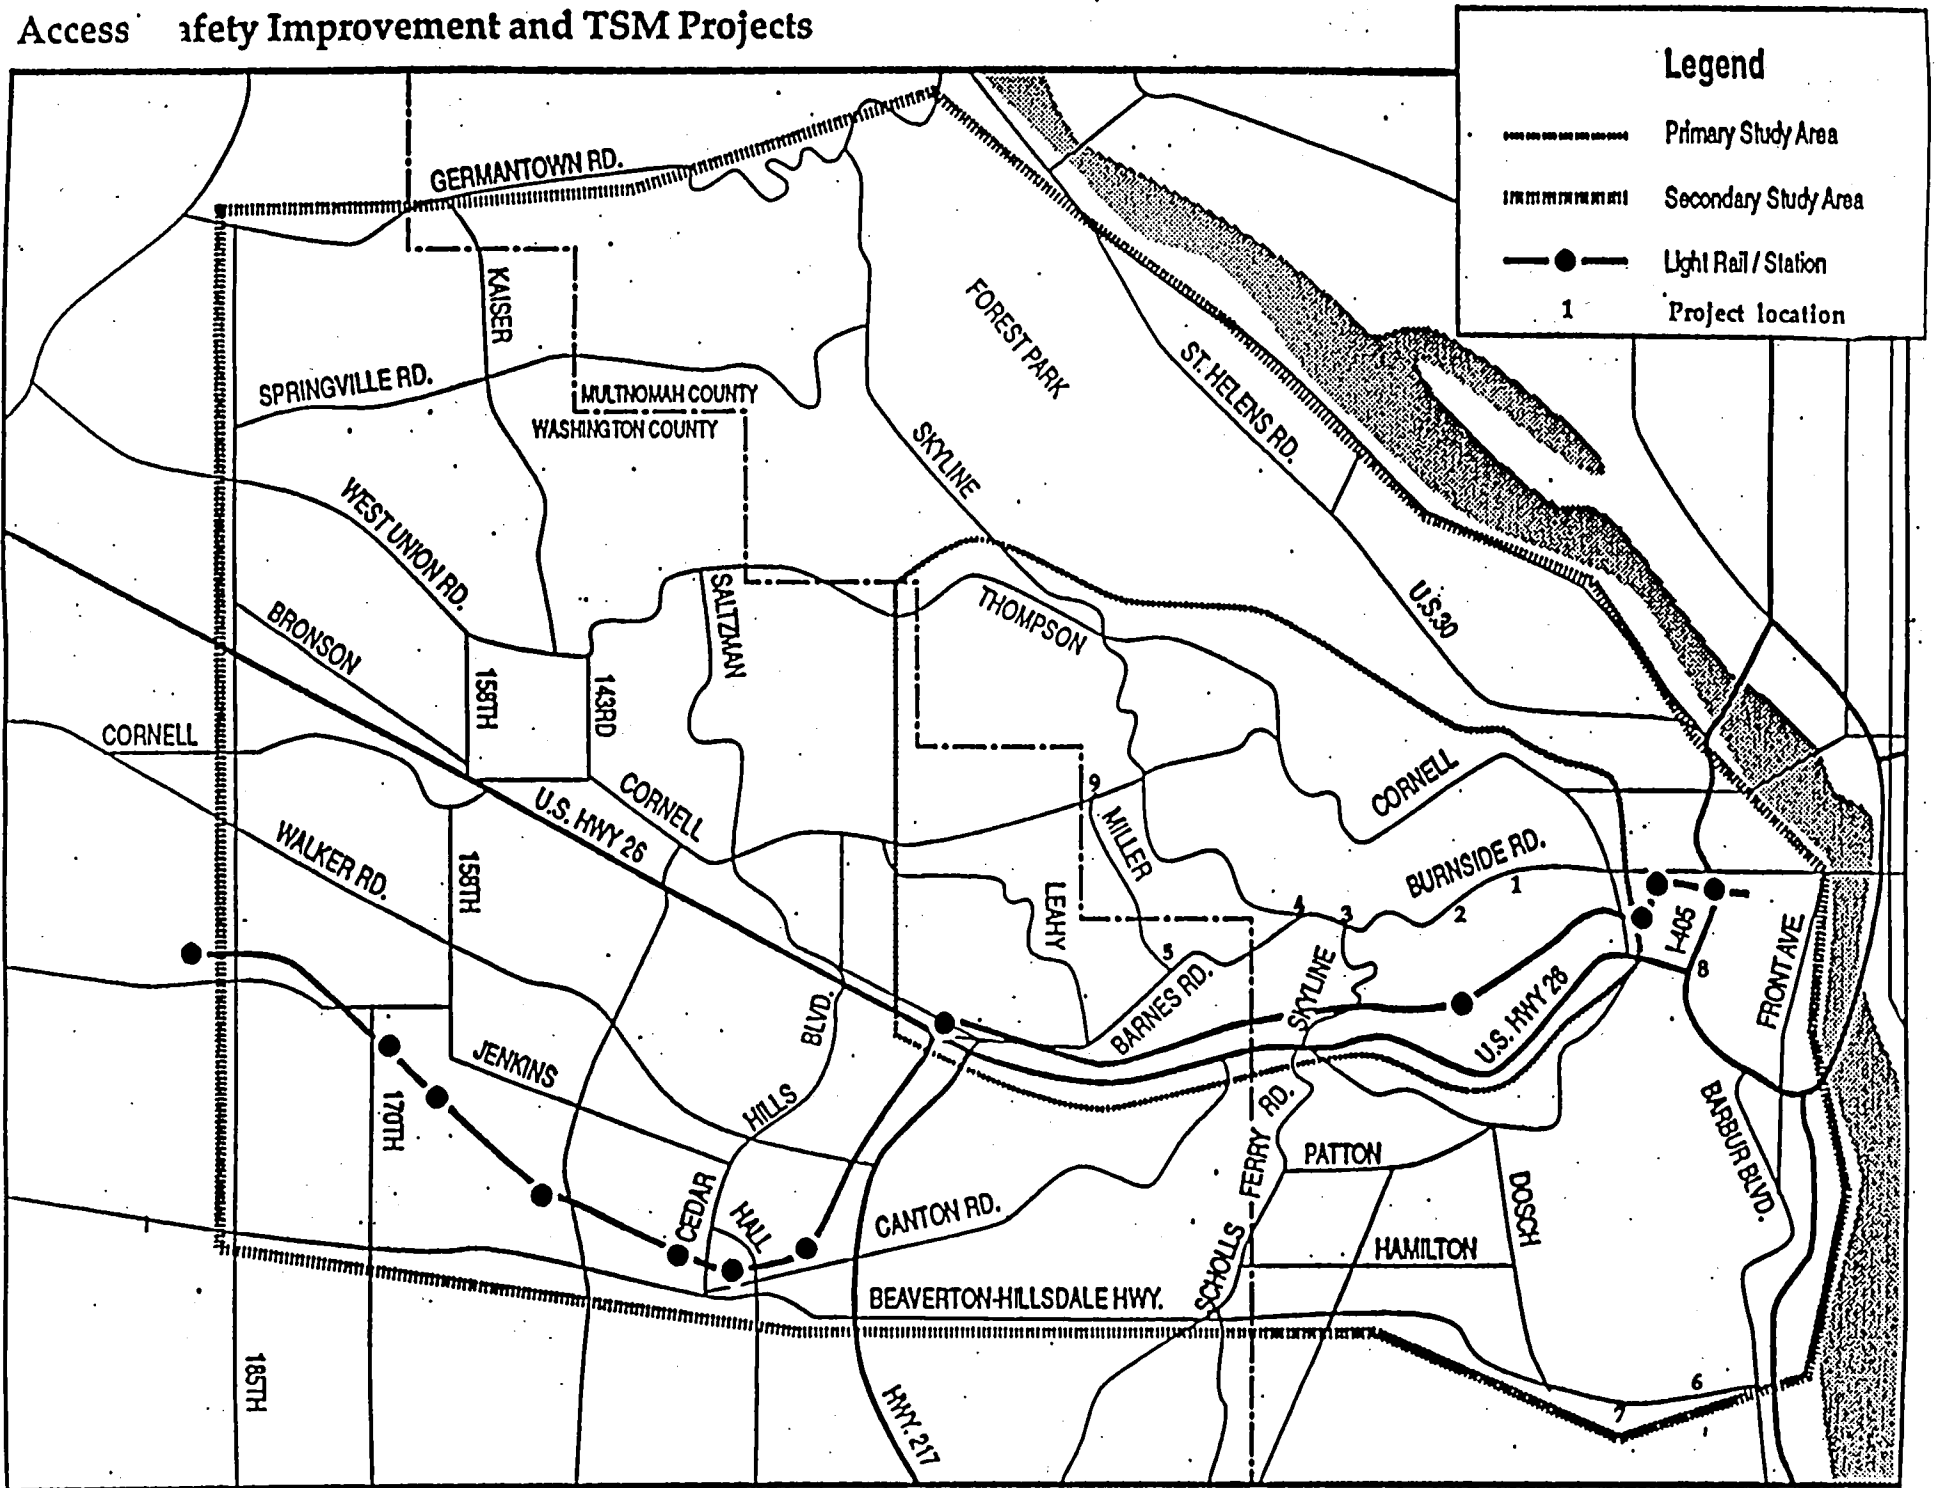 Access afety Improvement and TSM Projects
Legend
Primary Study Area
Secondary Study Area
Light Rail / Station
1 Project location
GERMANTOWN RD.
KAISER
FOREST PARK
SPRINGVILLE RD.
MULTNOMAH COUNTY
WASHINGTON COUNTY
ST. HELENS RD.
SKYLINE
WEST UNION RD.
BRONSON
SALTZMAN
THOMPSON
U.S.30
158TH
143RD
CORNELL
U.S. HWY 26
CORNELL
CORNELL
9
MILLER
WALKER RD.
158TH
LEAHY
BURNSIDE RD.
1
2
3
4
5
I-405
8
FRONT AVE
BARNES RD.
SKYLINE
U.S. HWY 26
BLVD.
HILLS
JENKINS
170TH
CEDAR
HALL
CANTON RD.
SCHOLLS
FERRY
RD.
PATTON
DOSCH
BARBUR BLVD.
HAMILTON
BEAVERTON-HILLSDALE HWY.
185TH
HWY. 217
6
7